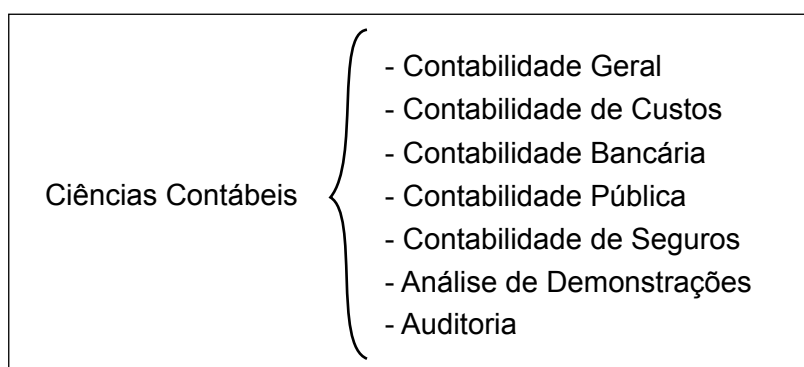 Ciências Contábeis
- Contabilidade Geral
- Contabilidade de Custos
- Contabilidade Bancária
- Contabilidade Pública
- Contabilidade de Seguros
- Análise de Demonstrações
- Auditoria